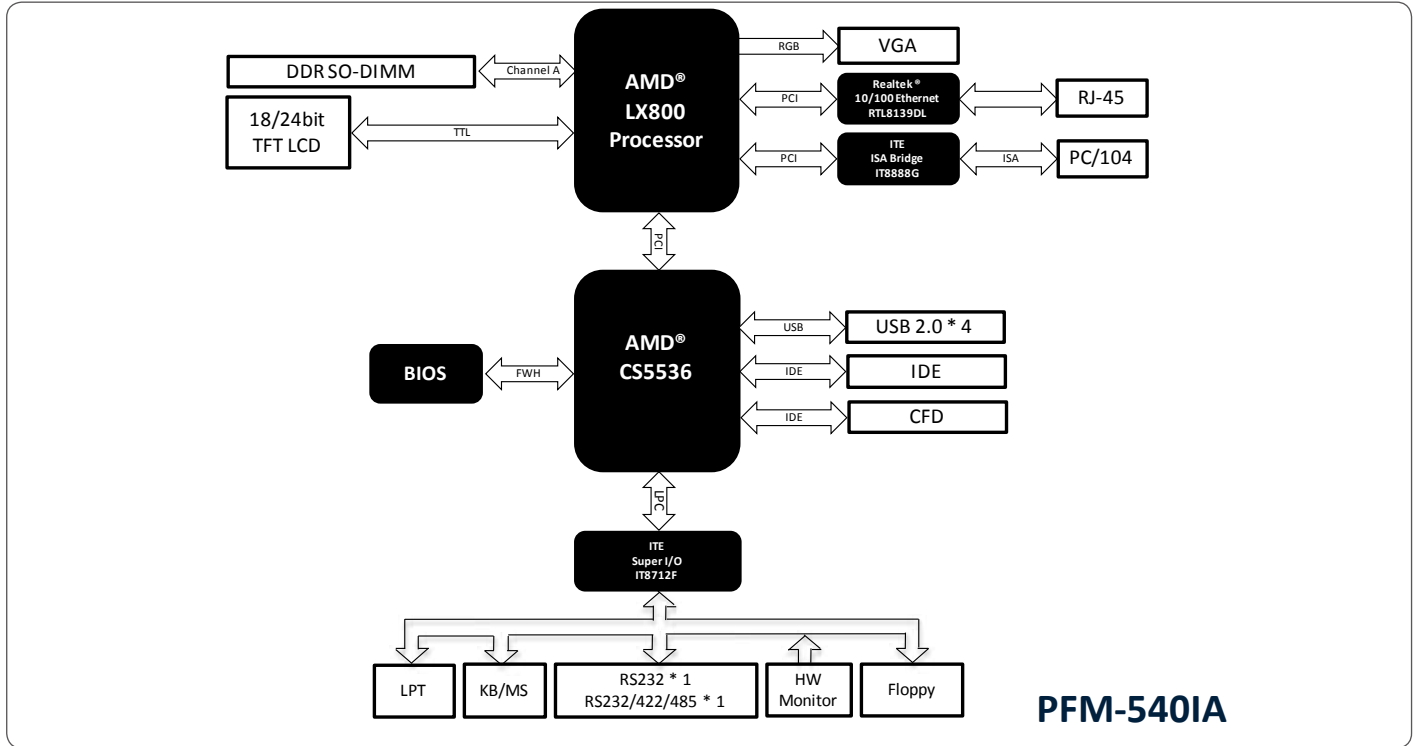 DDR SO-DIMM
Channel A
18/24bit
TFT LCD
TTL
AMD®
LX800
Processor
RGB
VGA
PCI
Realtek®
10/100 Ethernet
RTL8139DL
RJ-45
PCI
ITE
ISA Bridge
IT8888G
ISA
PC/104
PCI
BIOS
FWH
AMD®
CS5536
USB
USB 2.0 * 4
IDE
IDE
IDE
CFD
LPC
ITE
Super I/O
IT8712F
LPT
KB/MS
RS232 * 1
RS232/422/485 * 1
HW
Monitor
Floppy
PFM-540IA